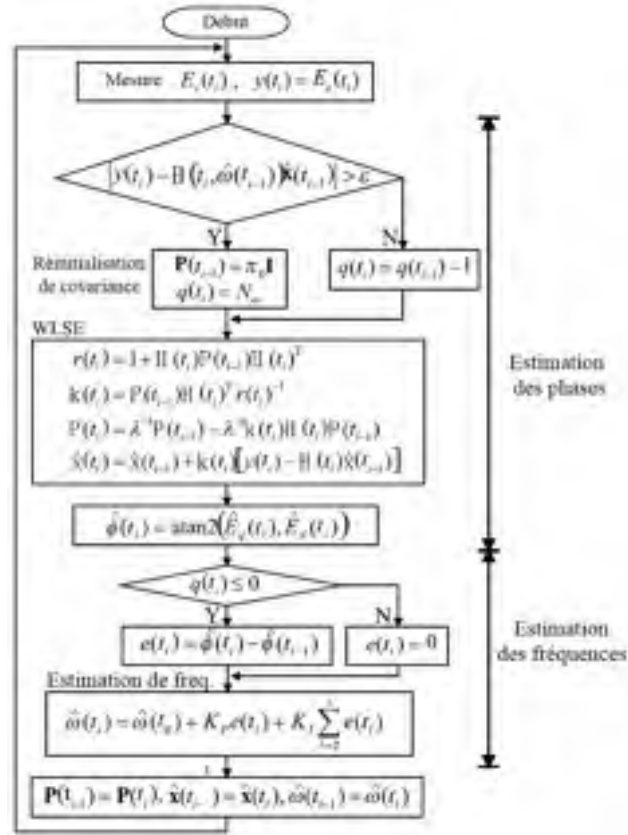 Début
Mesure E_s(t_i), y(t_i) = E_s(t_i)
|y(t_i) − H(t_i, ω̂(t_{i−1}))x̂(t_{i−1})| > ε
Y
N
Réinitialisation
de covariance
P(t_{i−1}) = π_0 I
q(t_i) = N_∞
q(t_i) = q(t_{i−1}) − 1
WLSE
r(t_i) = 1 + H(t_i)P(t_{i−1})H(t_i)^T
k(t_i) = P(t_{i−1})H(t_i)^T r(t_i)^{−1}
P(t_i) = λ^{−1}P(t_{i−1}) − λ^{−1}k(t_i)H(t_i)P(t_{i−1})
x̂(t_i) = x̂(t_{i−1}) + k(t_i)[y(t_i) − H(t_i)x̂(t_{i−1})]
Estimation
des phases
φ̂(t_i) = atan2(Ê_q(t_i), Ê_d(t_i))
q(t_i) ≤ 0
Y
N
e(t_i) = φ̂(t_i) − φ̂(t_{i−1})
e(t_i) = 0
Estimation
des fréquences
Estimation de freq.
ω̂(t_i) = ω̂(t_0) + K_P e(t_i) + K_I ∑ e(t_i)
P(t_{i−1}) = P(t_i), x̂(t_{i−1}) = x̂(t_i), ω̂(t_{i−1}) = ω̂(t_i)